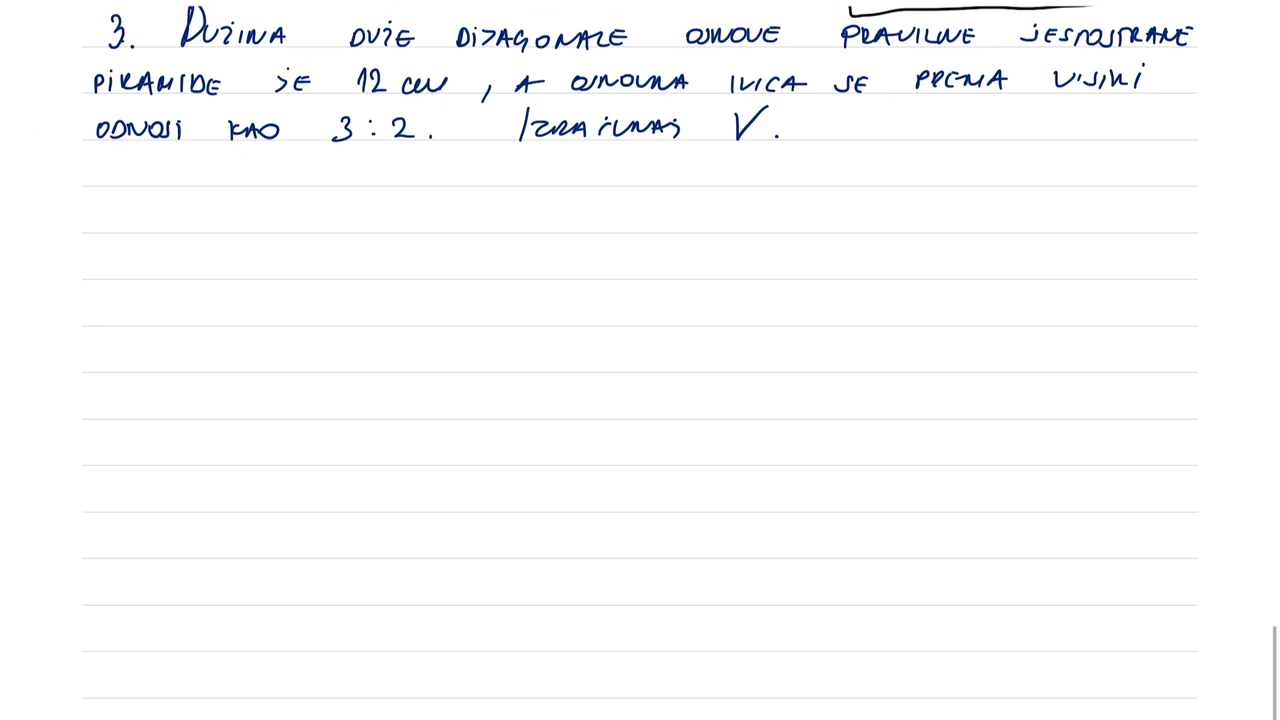 3. DUŽINA DUŽE DIJAGONALE OSNOVE PRAVILNE ŠESTOSTRANE
PIRAMIDE JE 12 cm, A OSNOVNA IVICA SE PREMA VISINI
ODNOSI KAO 3:2. IZRAČUNAJ V.